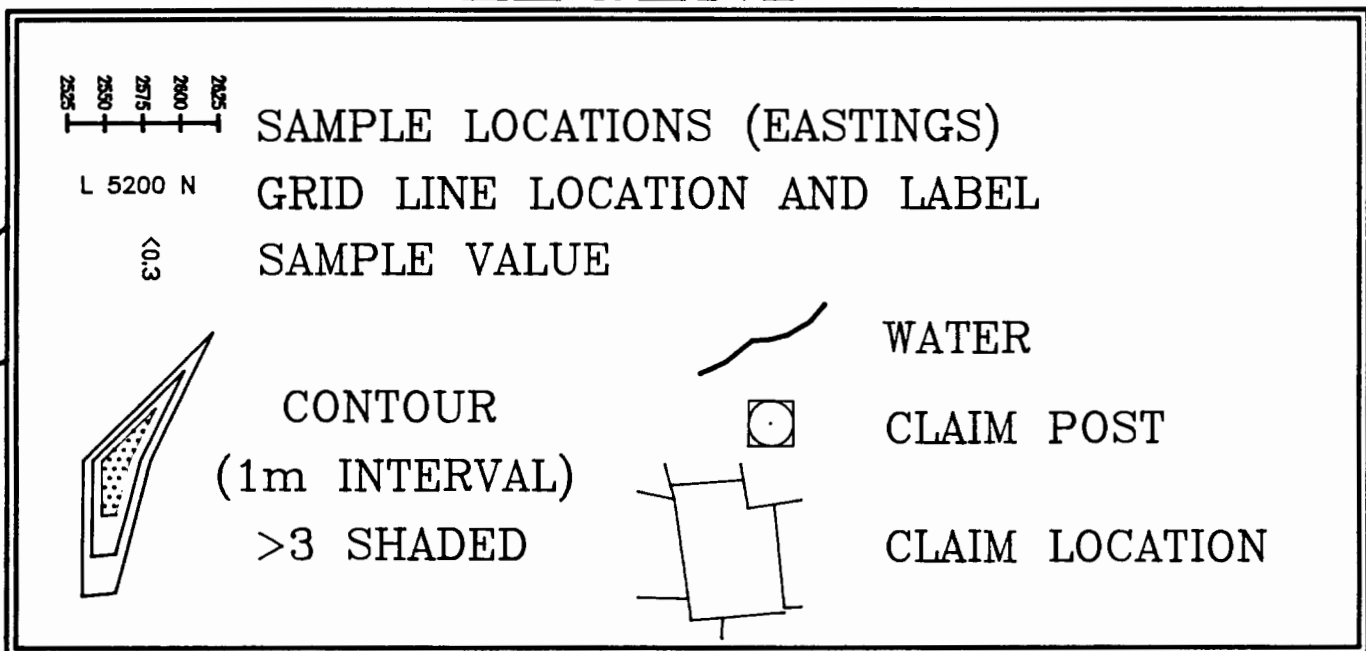 2525 2550 2575 2600 2625
SAMPLE LOCATIONS (EASTINGS)
L 5200 N GRID LINE LOCATION AND LABEL
<0.3 SAMPLE VALUE
WATER
CONTOUR
(1m INTERVAL)
>3 SHADED
CLAIM POST
CLAIM LOCATION